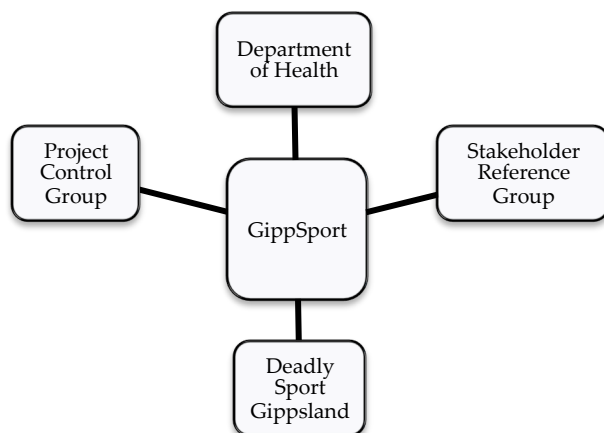 Department
of Health
Project
Control
Group
Stakeholder
Reference
Group
GippSport
Deadly
Sport
Gippsland